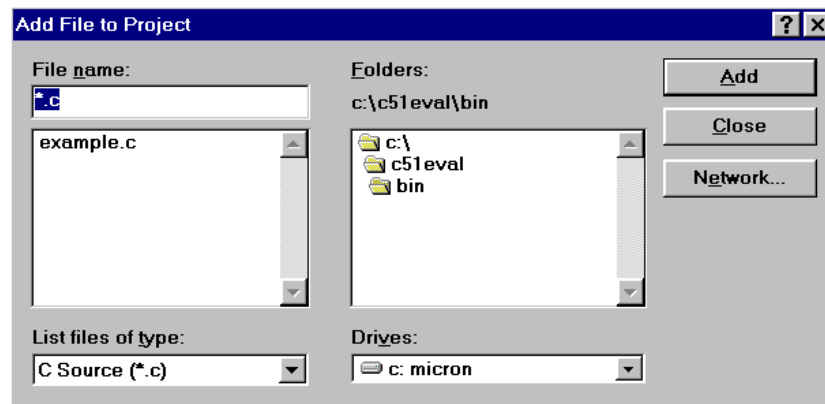 Add File to Project
File name:
*.c
example.c
List files of type:
C Source (*.c)
Folders:
c:\c51eval\bin
c:\
c51eval
bin
Drives:
c: micron
Add
Close
Network...